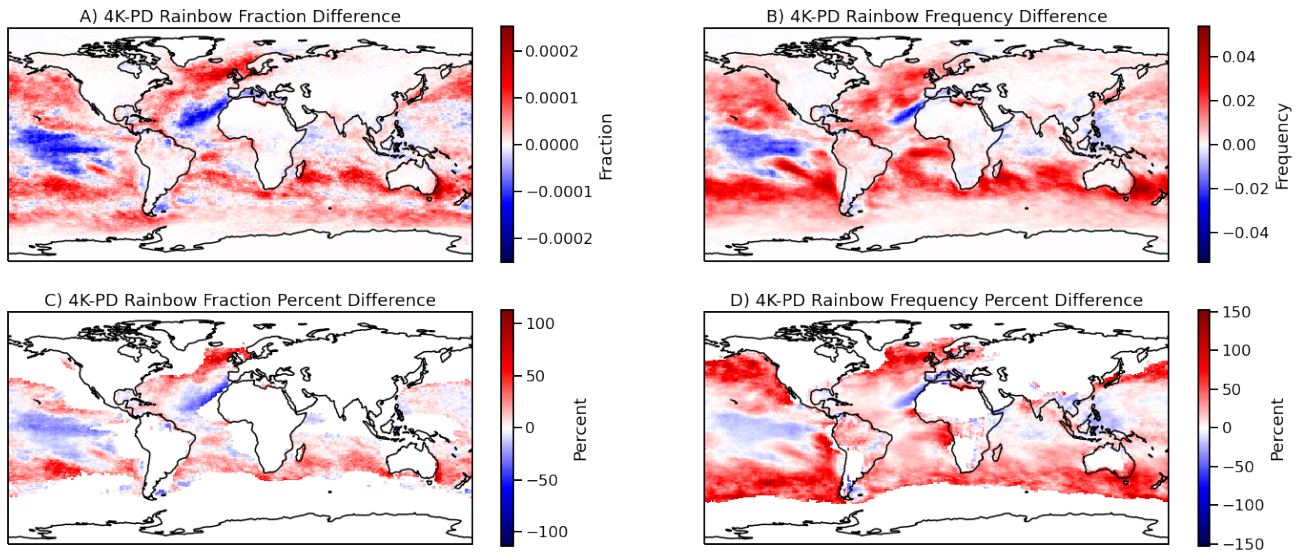 A) 4K-PD Rainbow Fraction Difference
0.0002
0.0001
0.0000
−0.0001
−0.0002
Fraction
B) 4K-PD Rainbow Frequency Difference
0.04
0.02
0.00
−0.02
−0.04
Frequency
C) 4K-PD Rainbow Fraction Percent Difference
100
50
0
−50
−100
Percent
D) 4K-PD Rainbow Frequency Percent Difference
150
100
50
0
−50
−100
−150
Percent